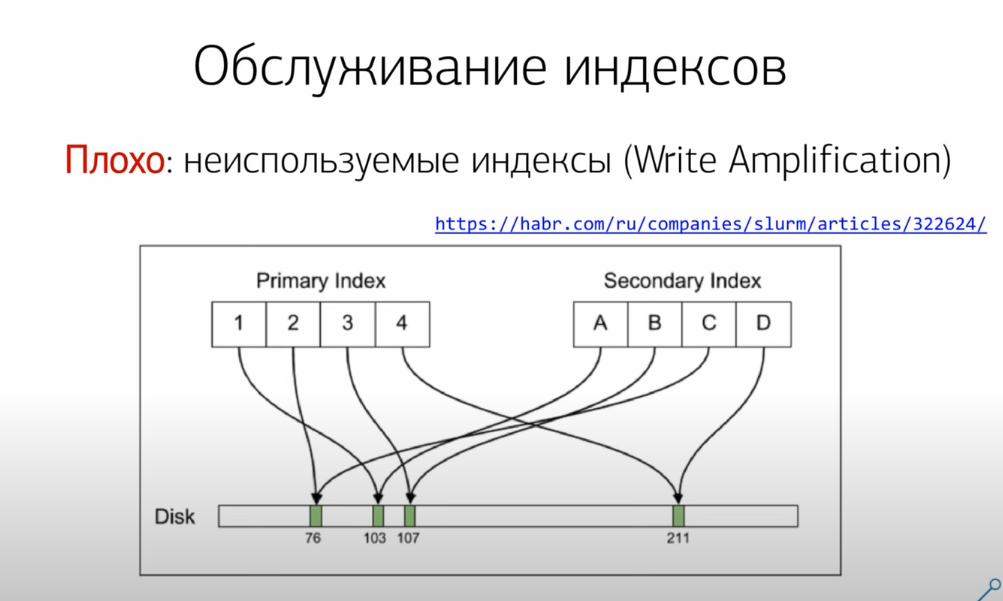 Обслуживание индексов
Плохо: неиспользуемые индексы (Write Amplification)
https://habr.com/ru/companies/slurm/articles/322624/
Primary Index
Secondary Index
1 2 3 4
A B C D
Disk
76 103 107 211